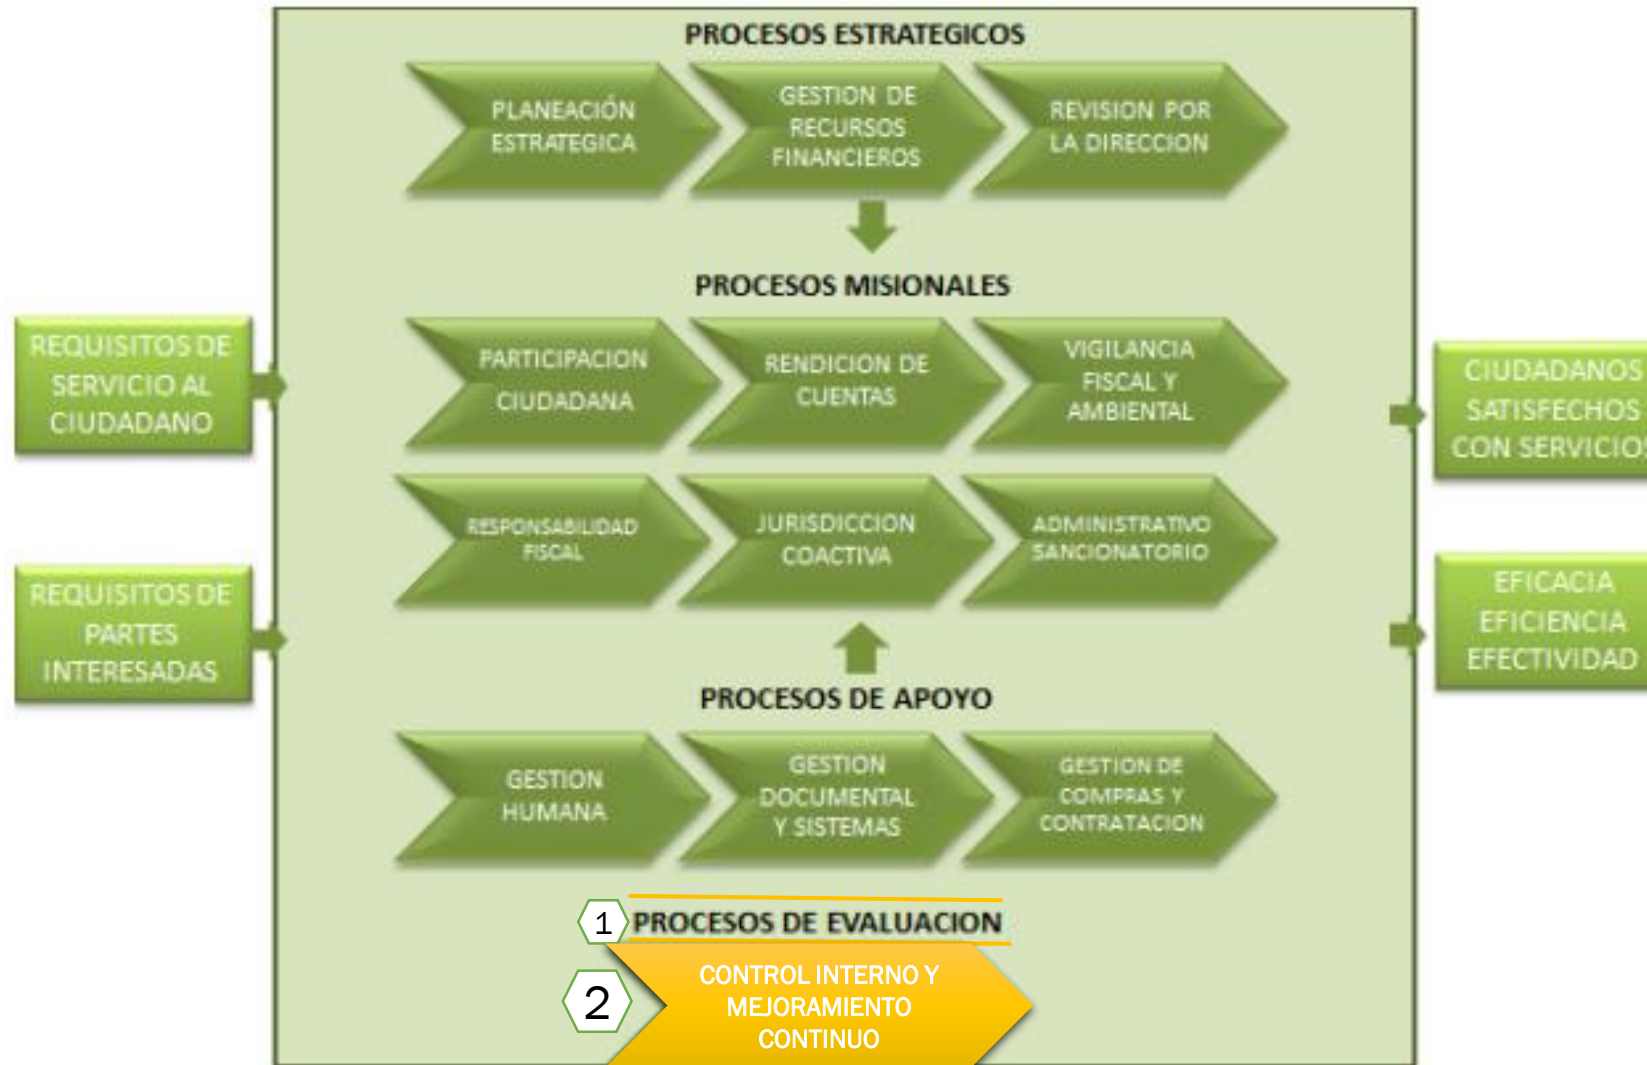 PROCESOS ESTRATEGICOS
PLANEACIÓN
ESTRATEGICA
GESTION DE
RECURSOS
FINANCIEROS
REVISION POR
LA DIRECCION
PROCESOS MISIONALES
REQUISITOS DE
SERVICIO AL
CIUDADANO
PARTICIPACION
CIUDADANA
RENDICION DE
CUENTAS
VIGILANCIA
FISCAL Y
AMBIENTAL
CIUDADANOS
SATISFECHOS
CON SERVICIOS
RESPONSABILIDAD
FISCAL
JURISDICCION
COACTIVA
ADMINISTRATIVO
SANCIONATORIO
REQUISITOS DE
PARTES
INTERESADAS
EFICACIA
EFICIENCIA
EFECTIVIDAD
PROCESOS DE APOYO
GESTION
HUMANA
GESTION
DOCUMENTAL
Y SISTEMAS
GESTION DE
COMPRAS Y
CONTRATACION
1 PROCESOS DE EVALUACION
2
CONTROL INTERNO Y
MEJORAMIENTO
CONTINUO